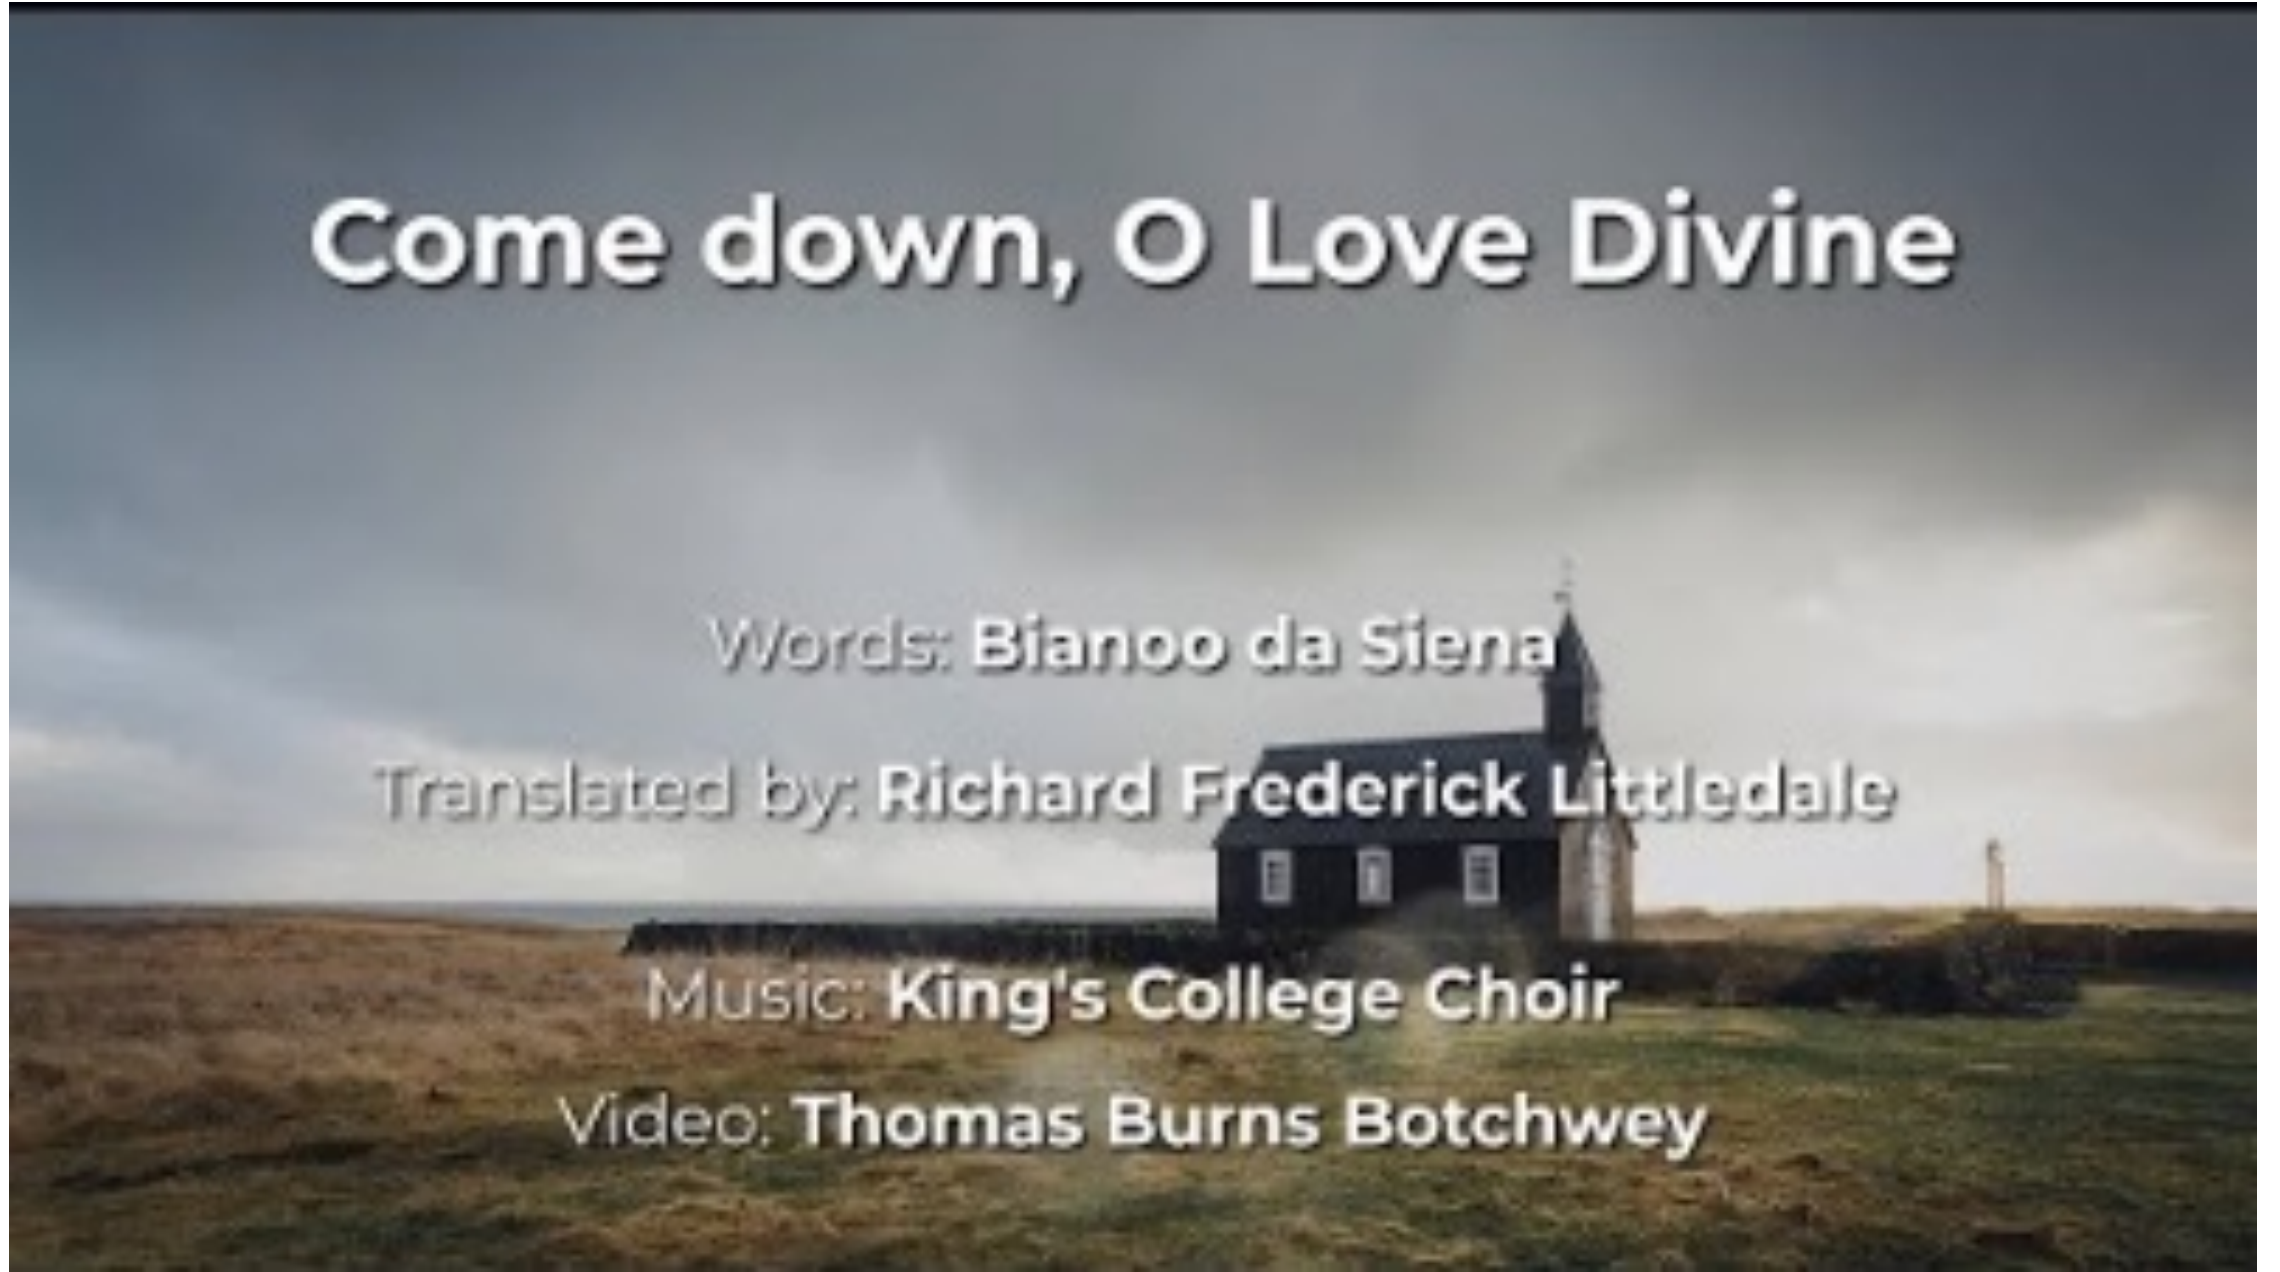 Come down, O Love Divine
Words: Bianoo da Siena
Translated by: Richard Frederick Littledale
Music: King's College Choir
Video: Thomas Burns Botchwey